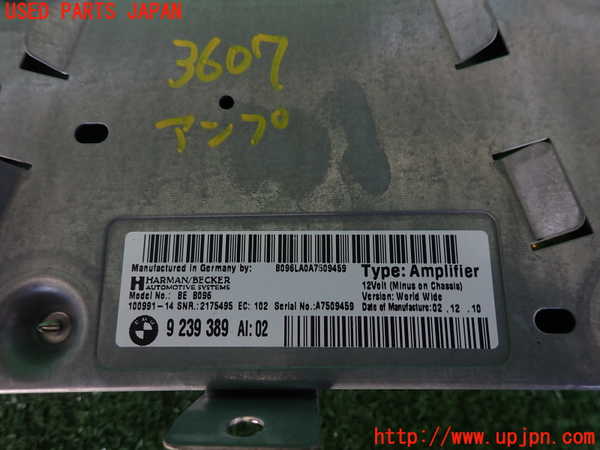 USED PARTS JAPAN
3607
アンプ
Manufactured in Germany by:
B096LA0A7509459
Type: Amplifier
HARMAN/BECKER
AUTOMOTIVE SYSTEMS
12Volt (Minus on Chassis)
Model No.: BE B096
Version: World Wide
100991-14 SNR.:2175495 EC: 102 Serial No.:A7509459 Date of Manufacture: 02 .12 .10
BMW
9 239 389 AI: 02
http://www.upjpn.com/